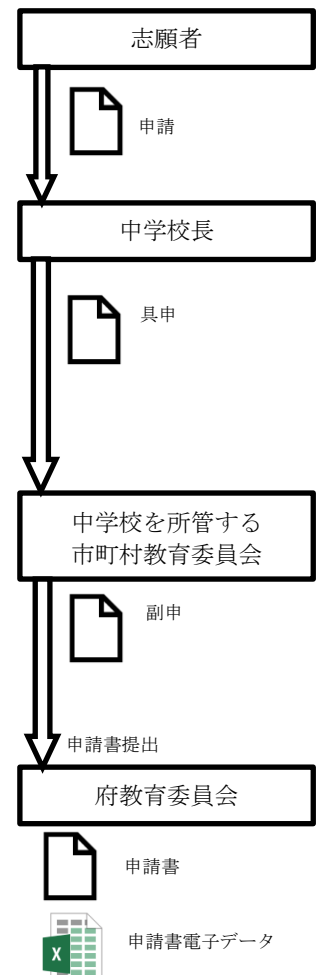 志願者
申請
中学校長
具申
中学校を所管する
市町村教育委員会
副申
申請書提出
府教育委員会
申請書
X
申請書電子データ